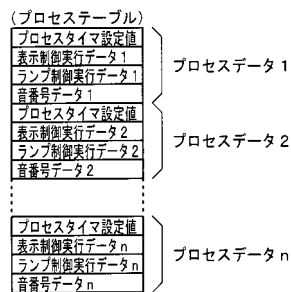 (プロセステーブル)
プロセスタイマ設定値
表示制御実行データ1
ランプ制御実行データ1
音番号データ1
プロセスデータ1
プロセスタイマ設定値
表示制御実行データ2
ランプ制御実行データ2
音番号データ2
プロセスデータ2
プロセスタイマ設定値
表示制御実行データn
ランプ制御実行データn
音番号データn
プロセスデータn